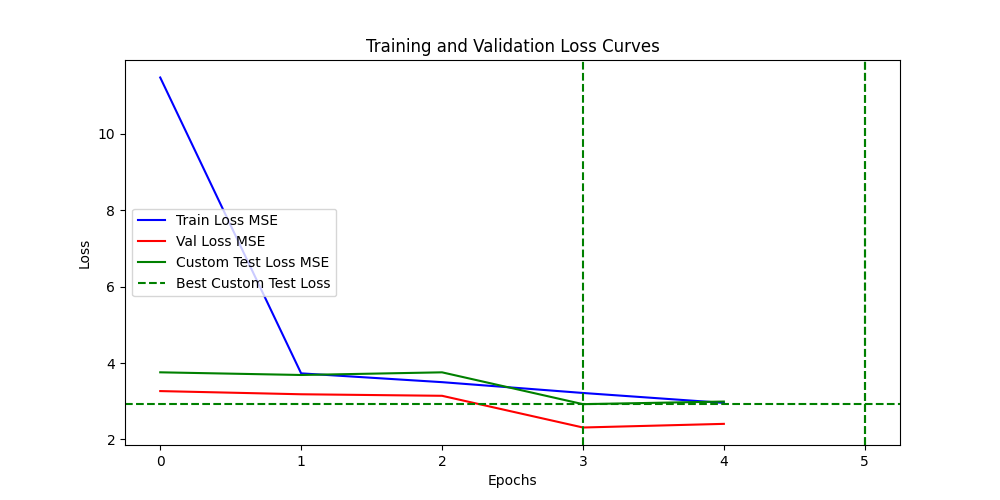 Training and Validation Loss Curves
10
8
6
4
2
Loss
Train Loss MSE
Val Loss MSE
Custom Test Loss MSE
Best Custom Test Loss
0 1 2 3 4 5
Epochs